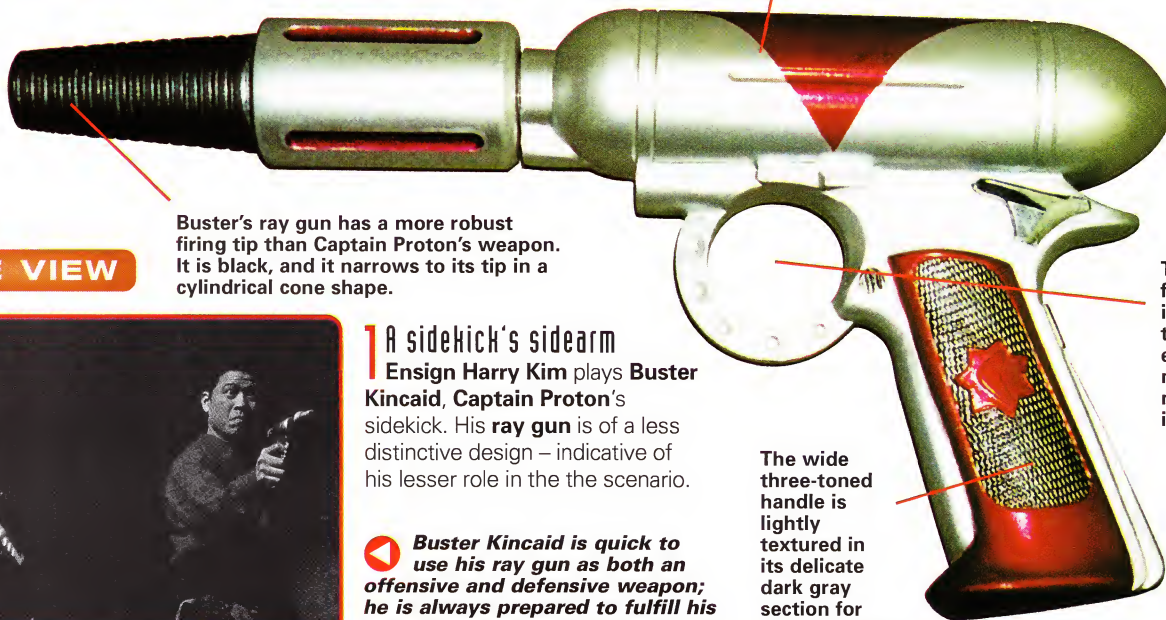 Buster's ray gun has a more robust
firing tip than Captain Proton's weapon.
It is black, and it narrows to its tip in a
cylindrical cone shape.
VIEW
1 A sidekick's sidearm
Ensign Harry Kim plays Buster
Kincaid, Captain Proton's
sidekick. His ray gun is of a less
distinctive design – indicative of
his lesser role in the the scenario.
Buster Kincaid is quick to
use his ray gun as both an
offensive and defensive weapon;
he is always prepared to fulfill his
The wide
three-toned
handle is
lightly
textured in
its delicate
dark gray
section for